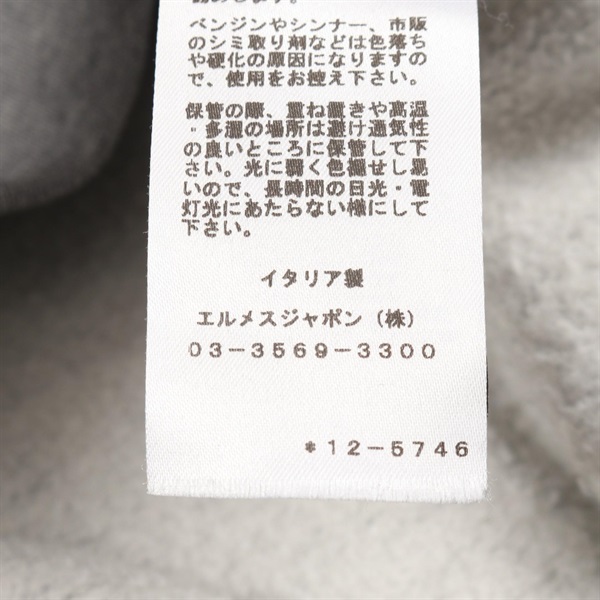 ベンジンやシンナー、市販
のシミ取り剤などは色落ち
や硬化の原因になりますの
で、使用をお控え下さい。
保管の際、重ね置きや高温
・多湿の場所は避け通気性
の良いところに保管して下
さい。光に弱く色褪せし易
いので、長時間の日光・電
灯光にあたらない様にして
下さい。
イタリア製
エルメスジャポン(株)
03-3569-3300
*12-5746